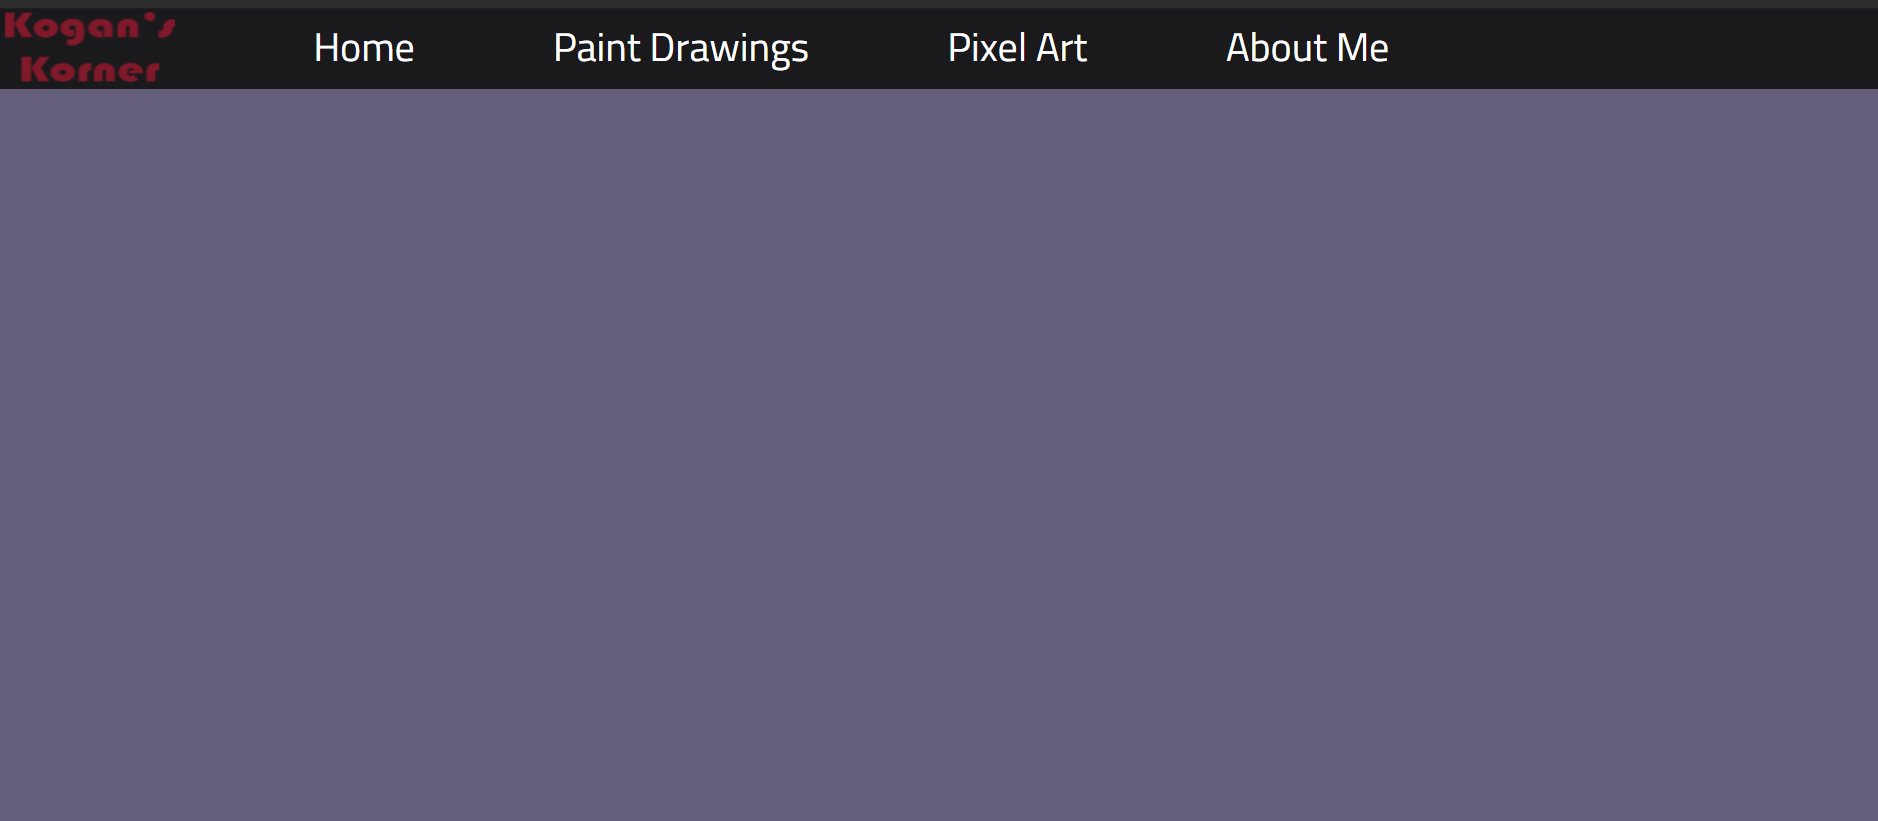 Kogan's
Korner
Home
Paint Drawings
Pixel Art
About Me